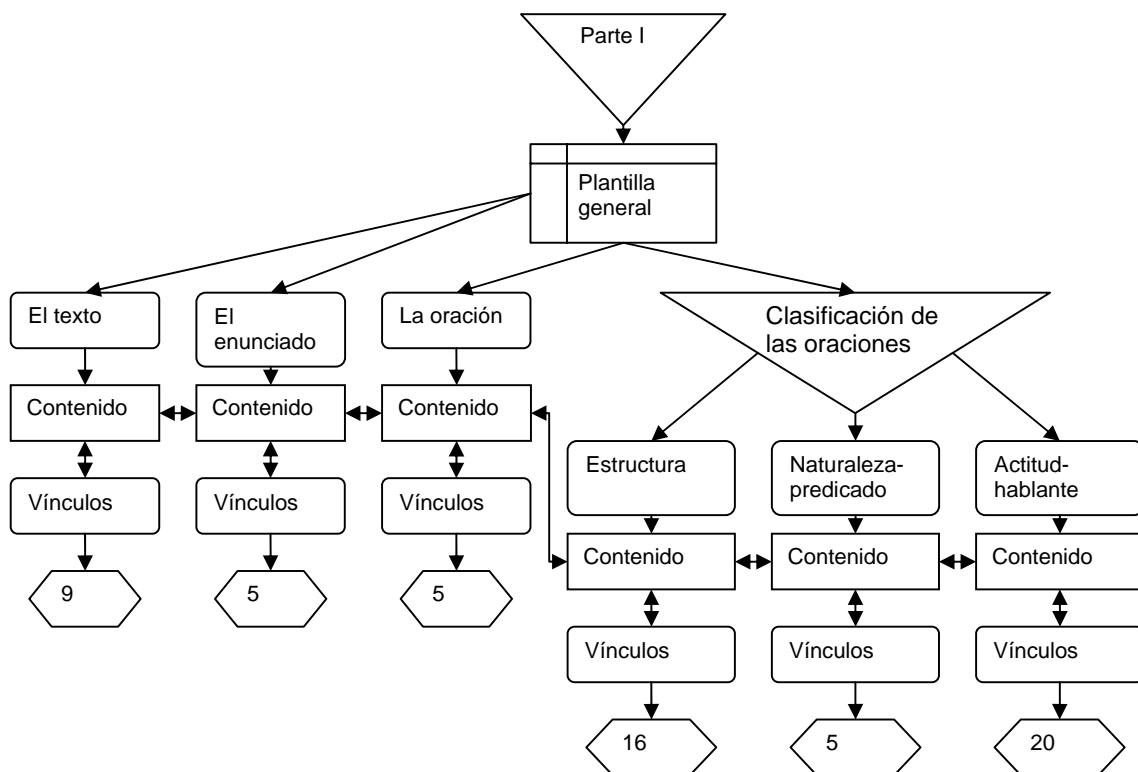 Parte I
Plantilla
general
El texto
El
enunciado
La oración
Clasificación de
las oraciones
Contenido
Contenido
Contenido
Estructura
Naturaleza-
predicado
Actitud-
hablante
Vínculos
Vínculos
Vínculos
Contenido
Contenido
Contenido
9
5
5
Vínculos
Vínculos
Vínculos
16
5
20